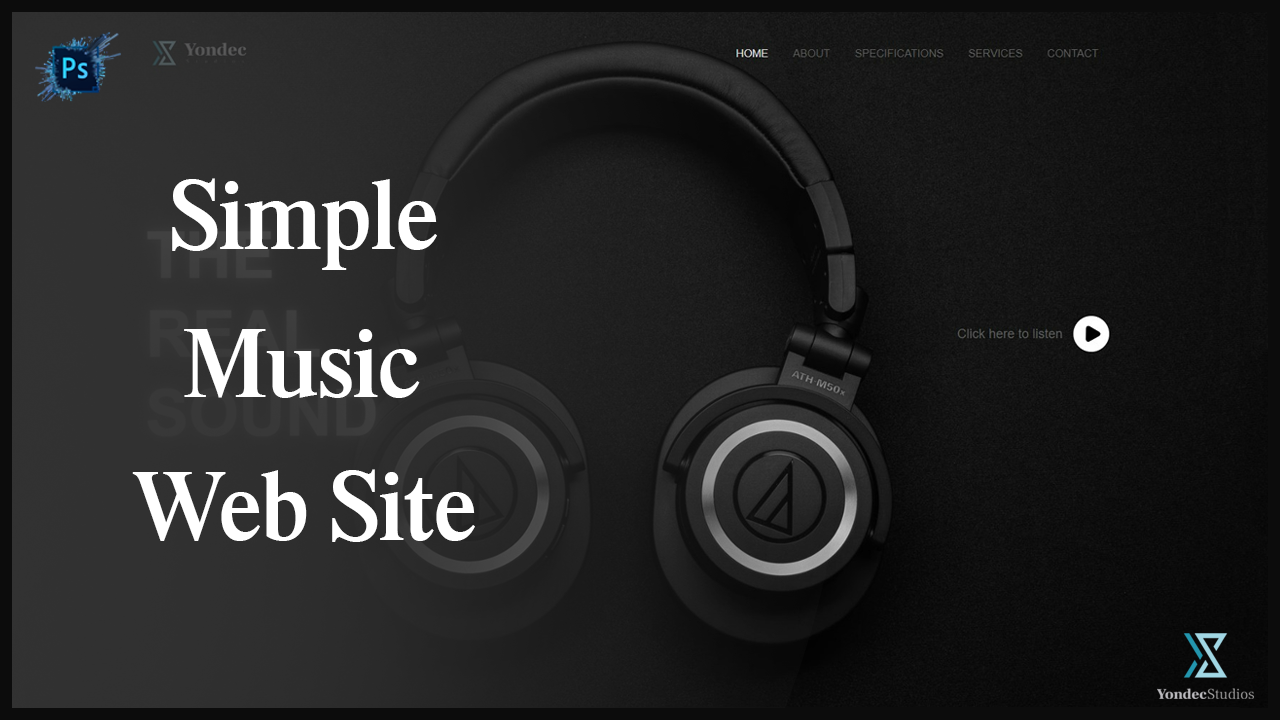 Ps
Yondec
HOME ABOUT SPECIFICATIONS SERVICES CONTACT
Simple
Music
Web Site
THE
REAL
SOUND
Click here to listen
ATH-M50x
YondecStudios